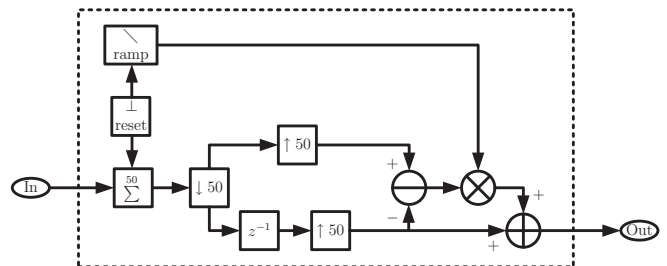 \
ramp
⊥
reset
↑ 50
+
In
50
∑
↓ 50
−
+
z⁻¹
↑ 50
+
Out